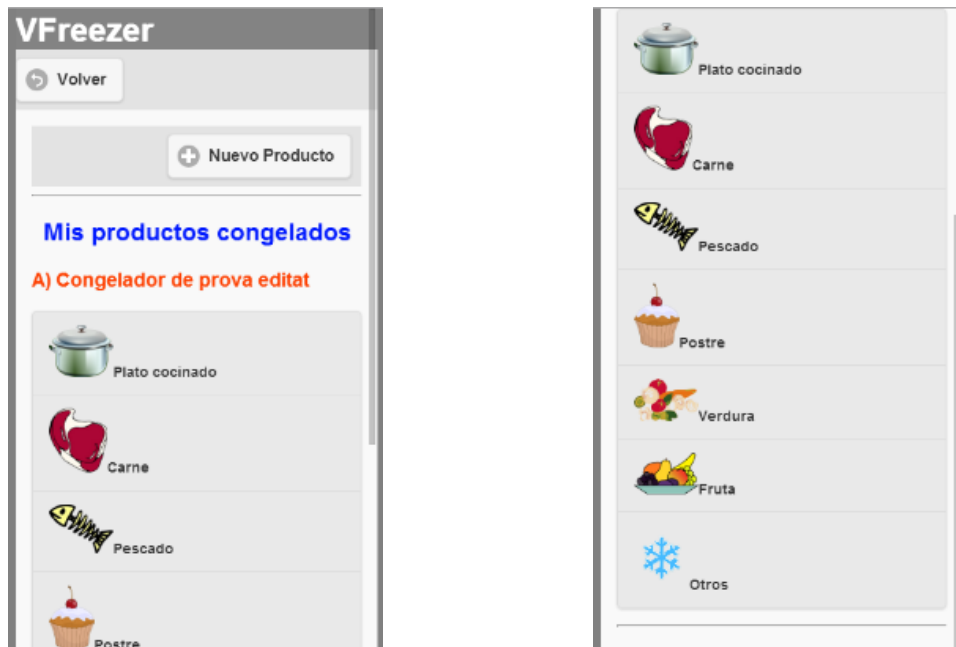 VFreezer
Volver
Nuevo Producto
Mis productos congelados
A) Congelador de prova editat
Plato cocinado
Carne
Pescado
Postre
Plato cocinado
Carne
Pescado
Postre
Verdura
Fruta
Otros